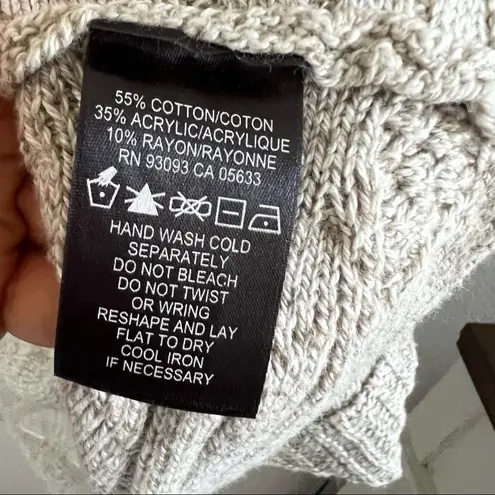 55% COTTON/COTON
35% ACRYLIC/ACRYLIQUE
10% RAYON/RAYONNE
RN 93093 CA 05633
HAND WASH COLD
SEPARATELY
DO NOT BLEACH
DO NOT TWIST
OR WRING
RESHAPE AND LAY
FLAT TO DRY
COOL IRON
IF NECESSARY